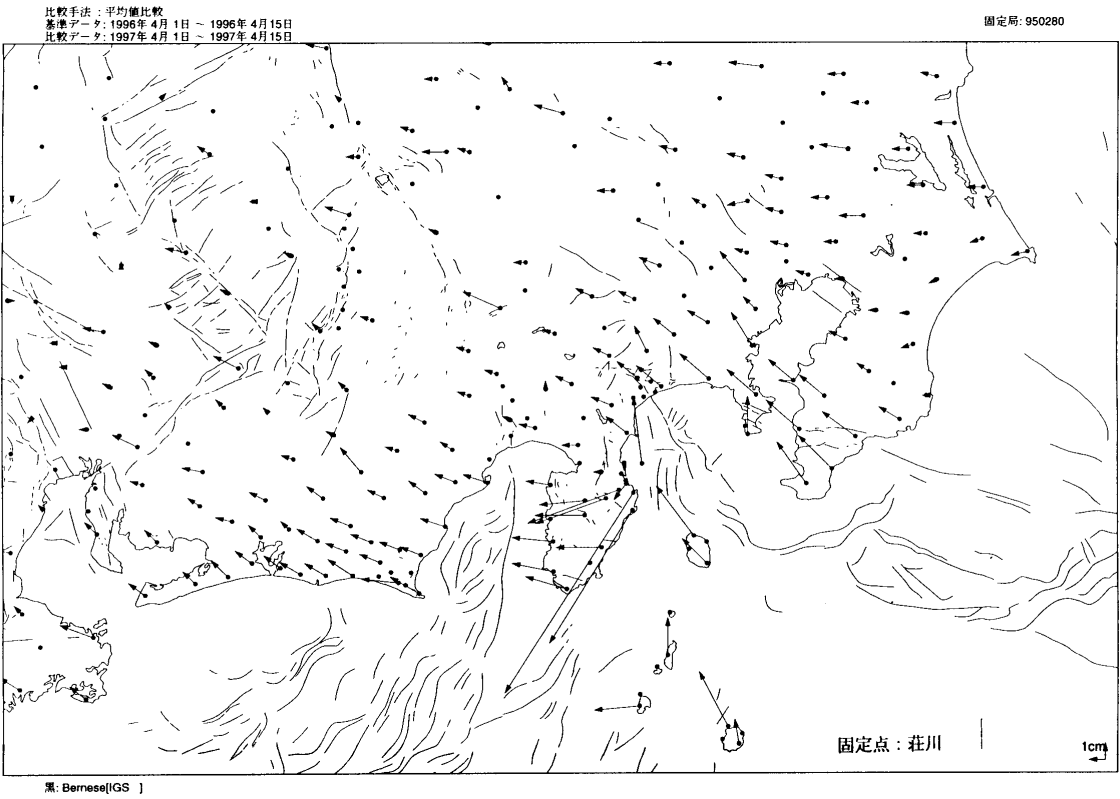 比較手法 : 平均値比較
基準データ: 1996年 4月 1日 ～ 1996年 4月15日
比較データ: 1997年 4月 1日 ～ 1997年 4月15日
固定局: 950280
固定点 : 荘川
1cm
黒: Bernese[IGS ]